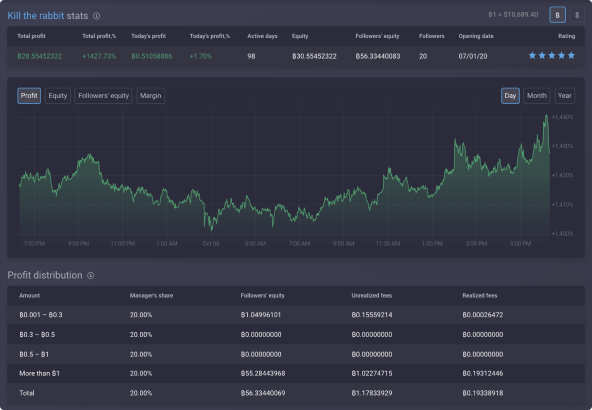 Kill the rabbit stats
฿1 = $10,689.40
฿ $
Total profit Total profit,% Today's profit Today's profit,% Active days Equity Followers' equity Followers Opening date Rating
฿28.55452322 +1427.73% ฿0.51058886 +1.70% 98 ฿30.55452322 ฿56.33440083 20 07/01/20
Profit Equity Followers' equity Margin Day Month Year
+1,440%
+1,430%
+1,420%
+1,410%
+1,400%
7:00 PM 9:00 PM 11:00 PM 1:00 AM Oct 06 5:00 AM 7:00 AM 9:00 AM 11:00 AM 1:00 PM 3:00 PM 5:00 PM
Profit distribution
Amount Manager's share Followers' equity Unrealized fees Realized fees
฿0.001 – ฿0.3 20.00% ฿1.04996101 ฿0.15559214 ฿0.00026472
฿0.3 – ฿0.5 20.00% ฿0.00000000 ฿0.00000000 ฿0.00000000
฿0.5 – ฿1 20.00% ฿0.00000000 ฿0.00000000 ฿0.00000000
More than ฿1 20.00% ฿55.28443968 ฿1.02274715 ฿0.19312446
Total 20.00% ฿56.33440069 ฿1.17833929 ฿0.19338918